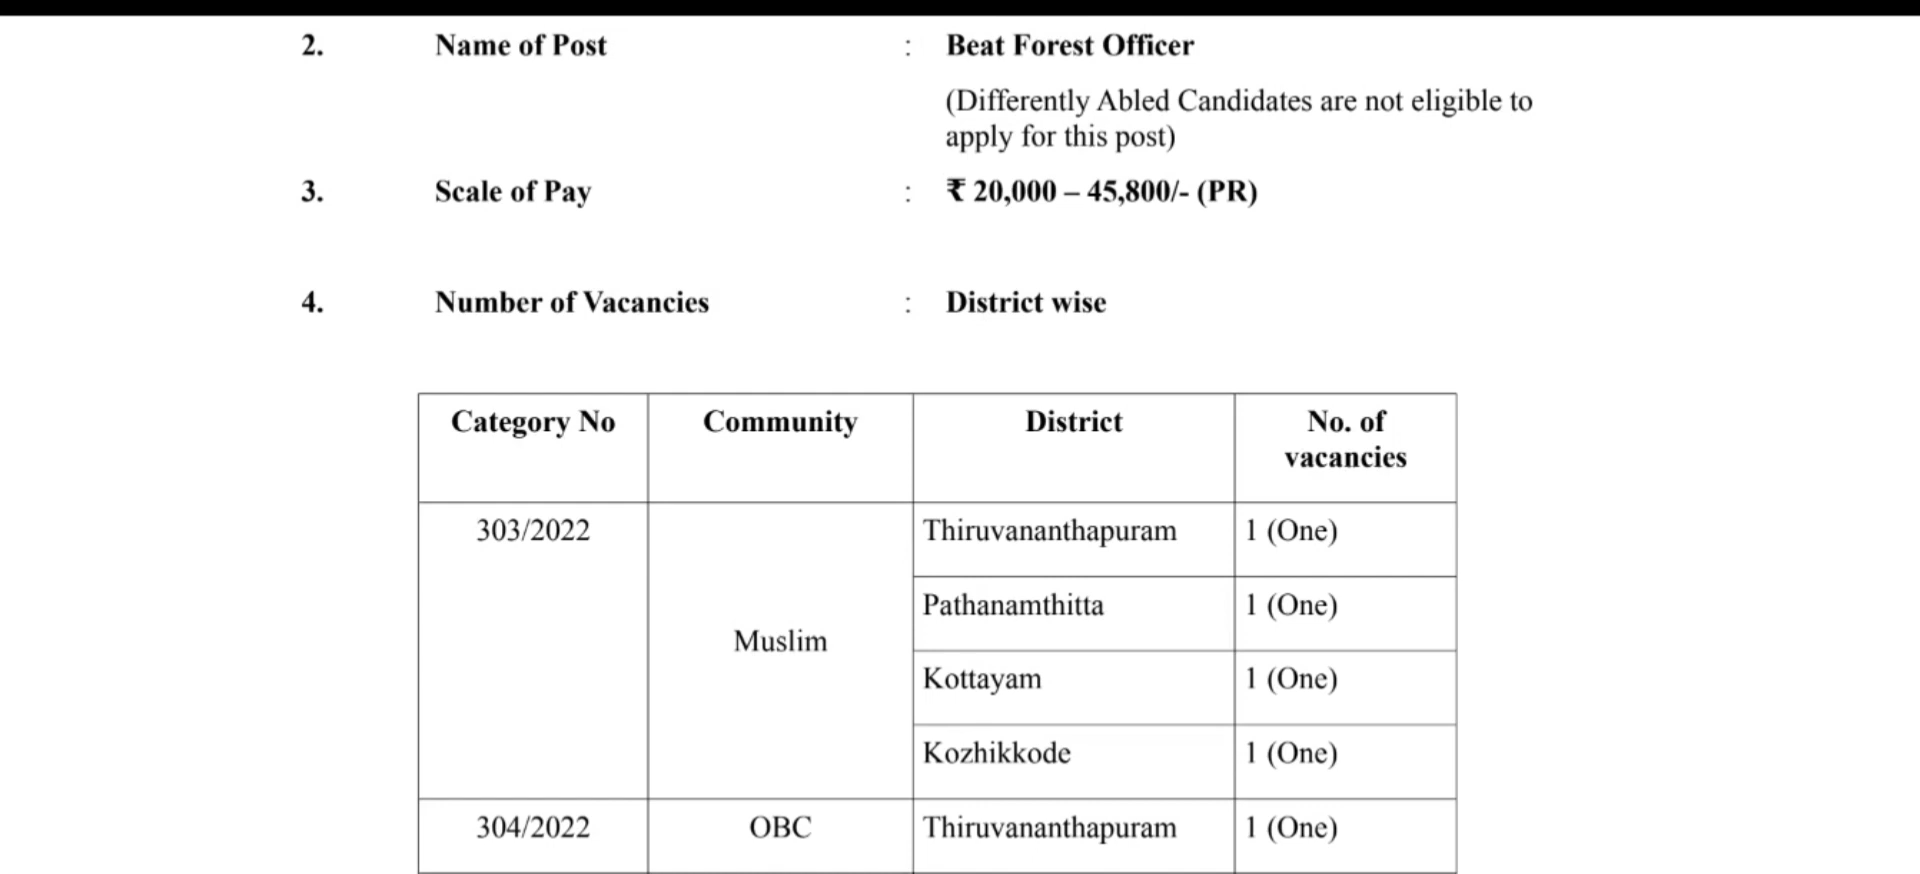 2. Name of Post : Beat Forest Officer
(Differently Abled Candidates are not eligible to
apply for this post)
3. Scale of Pay : ₹ 20,000 – 45,800/- (PR)
4. Number of Vacancies : District wise
Category No Community District No. of
vacancies
303/2022 Thiruvananthapuram 1 (One)
Pathanamthitta 1 (One)
Muslim
Kottayam 1 (One)
Kozhikkode 1 (One)
304/2022 OBC Thiruvananthapuram 1 (One)